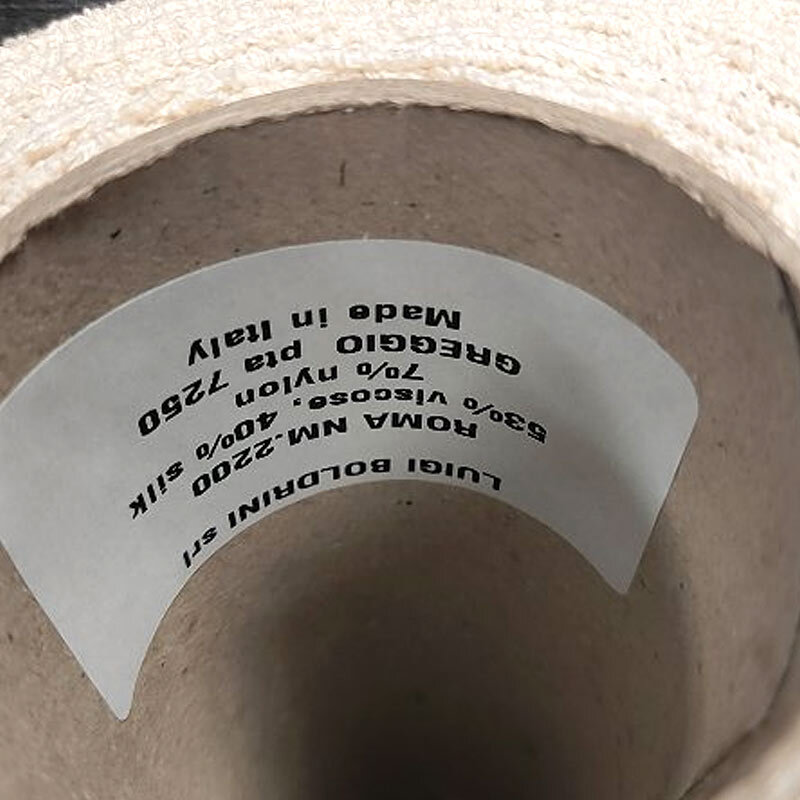 LUIGI BOLDRINI srl
ROMA NM.2200
53% viscose, 40% silk
7% nylon
GREGGIO pta 7250
Made in Italy